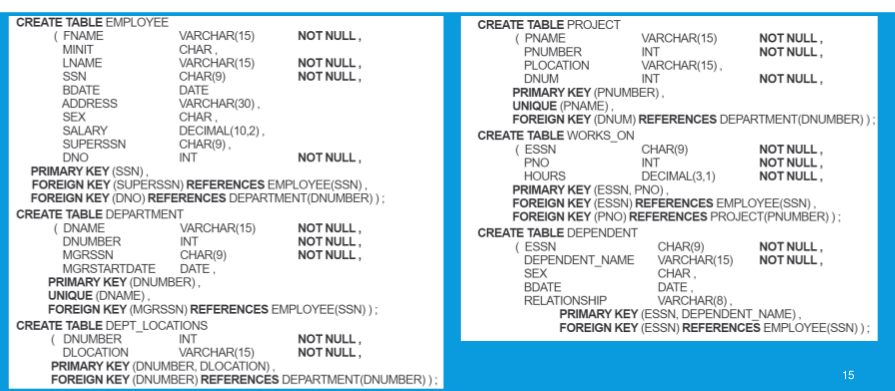 CREATE TABLE EMPLOYEE
( FNAME VARCHAR(15) NOT NULL ,
MINIT CHAR ,
LNAME VARCHAR(15) NOT NULL ,
SSN CHAR(9) NOT NULL ,
BDATE DATE
ADDRESS VARCHAR(30) ,
SEX CHAR ,
SALARY DECIMAL(10,2) ,
SUPERSSN CHAR(9) ,
DNO INT NOT NULL ,
PRIMARY KEY (SSN) ,
FOREIGN KEY (SUPERSSN) REFERENCES EMPLOYEE(SSN) ,
FOREIGN KEY (DNO) REFERENCES DEPARTMENT(DNUMBER) ) ;
CREATE TABLE DEPARTMENT
( DNAME VARCHAR(15) NOT NULL ,
DNUMBER INT NOT NULL ,
MGRSSN CHAR(9) NOT NULL ,
MGRSTARTDATE DATE ,
PRIMARY KEY (DNUMBER) ,
UNIQUE (DNAME) ,
FOREIGN KEY (MGRSSN) REFERENCES EMPLOYEE(SSN) ) ;
CREATE TABLE DEPT_LOCATIONS
( DNUMBER INT NOT NULL ,
DLOCATION VARCHAR(15) NOT NULL ,
PRIMARY KEY (DNUMBER, DLOCATION) ,
FOREIGN KEY (DNUMBER) REFERENCES DEPARTMENT(DNUMBER) ) ;
CREATE TABLE PROJECT
( PNAME VARCHAR(15) NOT NULL ,
PNUMBER INT NOT NULL ,
PLOCATION VARCHAR(15) ,
DNUM INT NOT NULL ,
PRIMARY KEY (PNUMBER) ,
UNIQUE (PNAME) ,
FOREIGN KEY (DNUM) REFERENCES DEPARTMENT(DNUMBER) ) ;
CREATE TABLE WORKS_ON
( ESSN CHAR(9) NOT NULL ,
PNO INT NOT NULL ,
HOURS DECIMAL(3,1) NOT NULL ,
PRIMARY KEY (ESSN, PNO) ,
FOREIGN KEY (ESSN) REFERENCES EMPLOYEE(SSN) ,
FOREIGN KEY (PNO) REFERENCES PROJECT(PNUMBER) ) ;
CREATE TABLE DEPENDENT
( ESSN CHAR(9) NOT NULL ,
DEPENDENT_NAME VARCHAR(15) NOT NULL ,
SEX CHAR ,
BDATE DATE ,
RELATIONSHIP VARCHAR(8) ,
PRIMARY KEY (ESSN, DEPENDENT_NAME) ,
FOREIGN KEY (ESSN) REFERENCES EMPLOYEE(SSN) ) ;
15